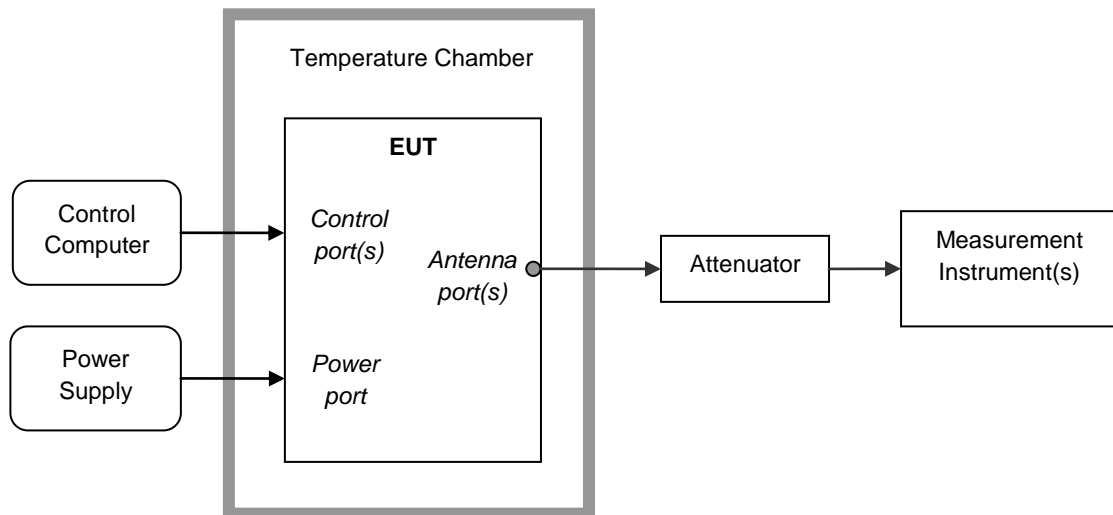 Temperature Chamber
EUT
Control
Computer
Control
port(s)
Antenna
port(s)
Attenuator
Measurement
Instrument(s)
Power
Supply
Power
port